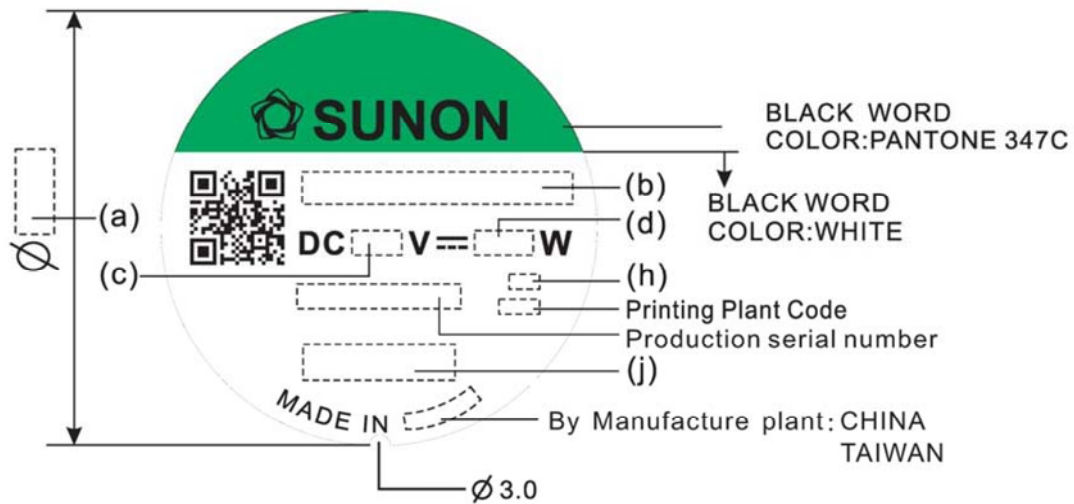 SUNON
BLACK WORD
COLOR:PANTONE 347C
(b)
BLACK WORD
COLOR:WHITE
(a)
Ø
(d)
DC V⎓ W
(c)
(h)
Printing Plant Code
Production serial number
(j)
MADE IN
By Manufacture plant: CHINA
TAIWAN
Ø 3.0